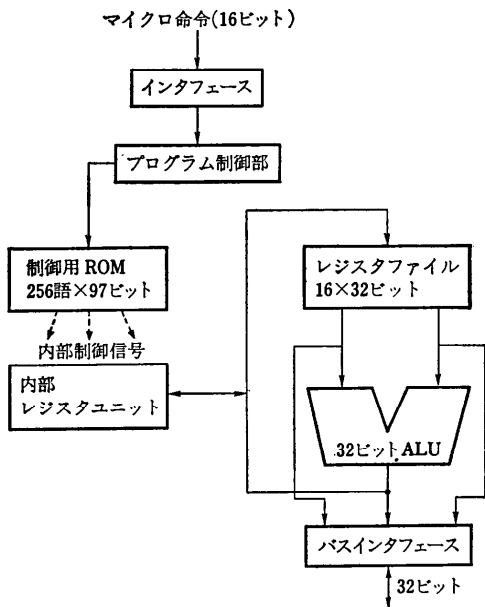 マイクロ命令(16ビット)
インタフェース
プログラム制御部
制御用ROM
256語×97ビット
内部制御信号
内部
レジスタユニット
レジスタファイル
16×32ビット
32ビットALU
バスインタフェース
32ビット